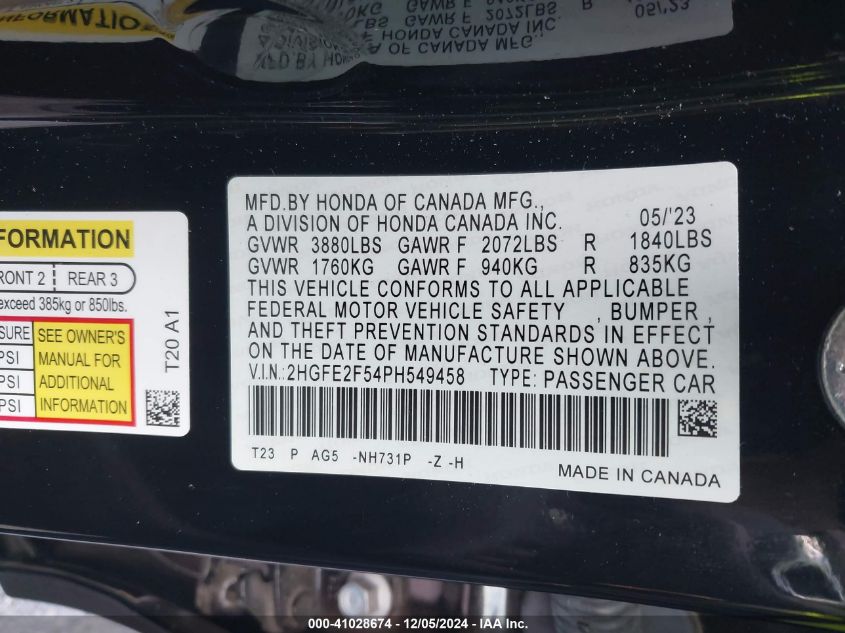 FORMATION
RONT 2 REAR 3
exceed 385kg or 850lbs.
SURE SEE OWNER'S
PSI MANUAL FOR
PSI ADDITIONAL
PSI INFORMATION
T20 A1
MFD.BY HONDA OF CANADA MFG.,
A DIVISION OF HONDA CANADA INC. 05/'23
GVWR 3880LBS GAWR F 2072LBS R 1840LBS
GVWR 1760KG GAWR F 940KG R 835KG
THIS VEHICLE CONFORMS TO ALL APPLICABLE
FEDERAL MOTOR VEHICLE SAFETY , BUMPER ,
AND THEFT PREVENTION STANDARDS IN EFFECT
ON THE DATE OF MANUFACTURE SHOWN ABOVE.
V.I.N.:2HGFE2F54PH549458 TYPE: PASSENGER CAR
T23 P AG5 -NH731P -Z -H
MADE IN CANADA
000-41028674 - 12/05/2024 - IAA Inc.